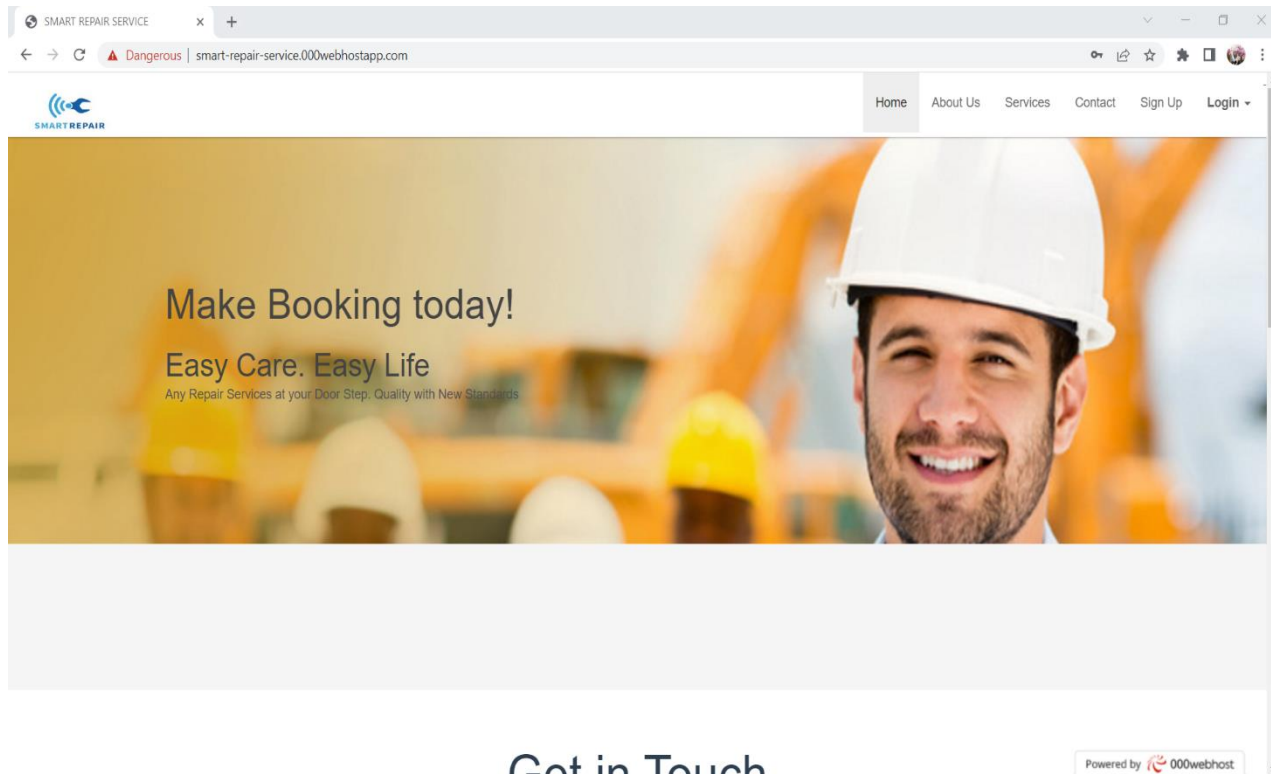 SMART REPAIR SERVICE
Dangerous | smart-repair-service.000webhostapp.com
SMARTREPAIR
Home About Us Services Contact Sign Up Login
Make Booking today!
Easy Care. Easy Life
Any Repair Services at your Door Step. Quality with New Standards
Get in Touch
Powered by 000webhost